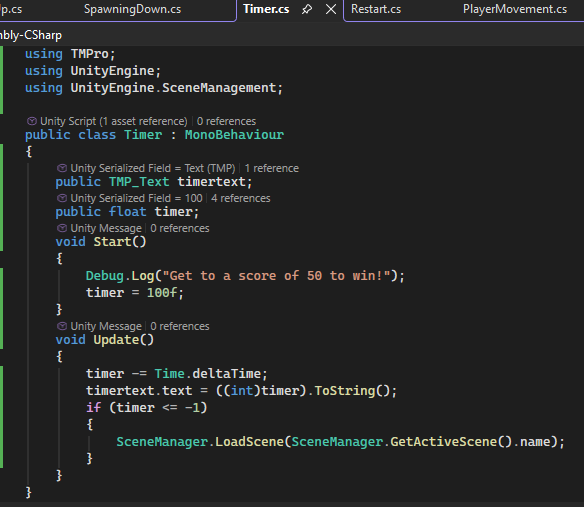 p.cs SpawningDown.cs Timer.cs Restart.cs PlayerMovement.cs
bly-CSharp
using TMPro;
using UnityEngine;
using UnityEngine.SceneManagement;
Unity Script (1 asset reference) | 0 references
public class Timer : MonoBehaviour
{
Unity Serialized Field = Text (TMP) | 1 reference
public TMP_Text timertext;
Unity Serialized Field = 100 | 4 references
public float timer;
Unity Message | 0 references
void Start()
{
Debug.Log("Get to a score of 50 to win!");
timer = 100f;
}
Unity Message | 0 references
void Update()
{
timer -= Time.deltaTime;
timertext.text = ((int)timer).ToString();
if (timer <= -1)
{
SceneManager.LoadScene(SceneManager.GetActiveScene().name);
}
}
}